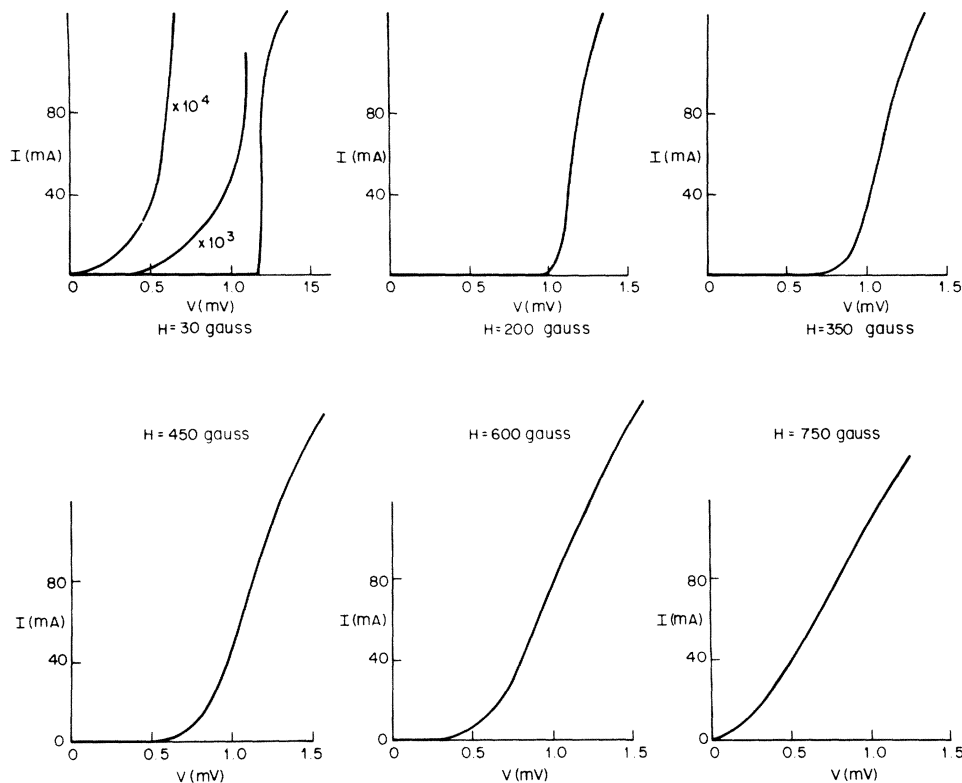 80
I (mA)
40
×10⁴
×10³
0 0.5 1.0 15
V (mV)
H = 30 gauss
80
I (mA)
40
0 0.5 1.0 1.5
V (mV)
H = 200 gauss
80
I (mA)
40
0 0.5 1.0 1.5
V (mV)
H = 350 gauss
H = 450 gauss
80
I (mA)
40
0
0 0.5 1.0 1.5
V (mV)
H = 600 gauss
80
I (mA)
40
0
0 0.5 1.0 1.5
V (mV)
H = 750 gauss
80
I (mA)
40
0
0 0.5 1.0 1.5
V (mV)